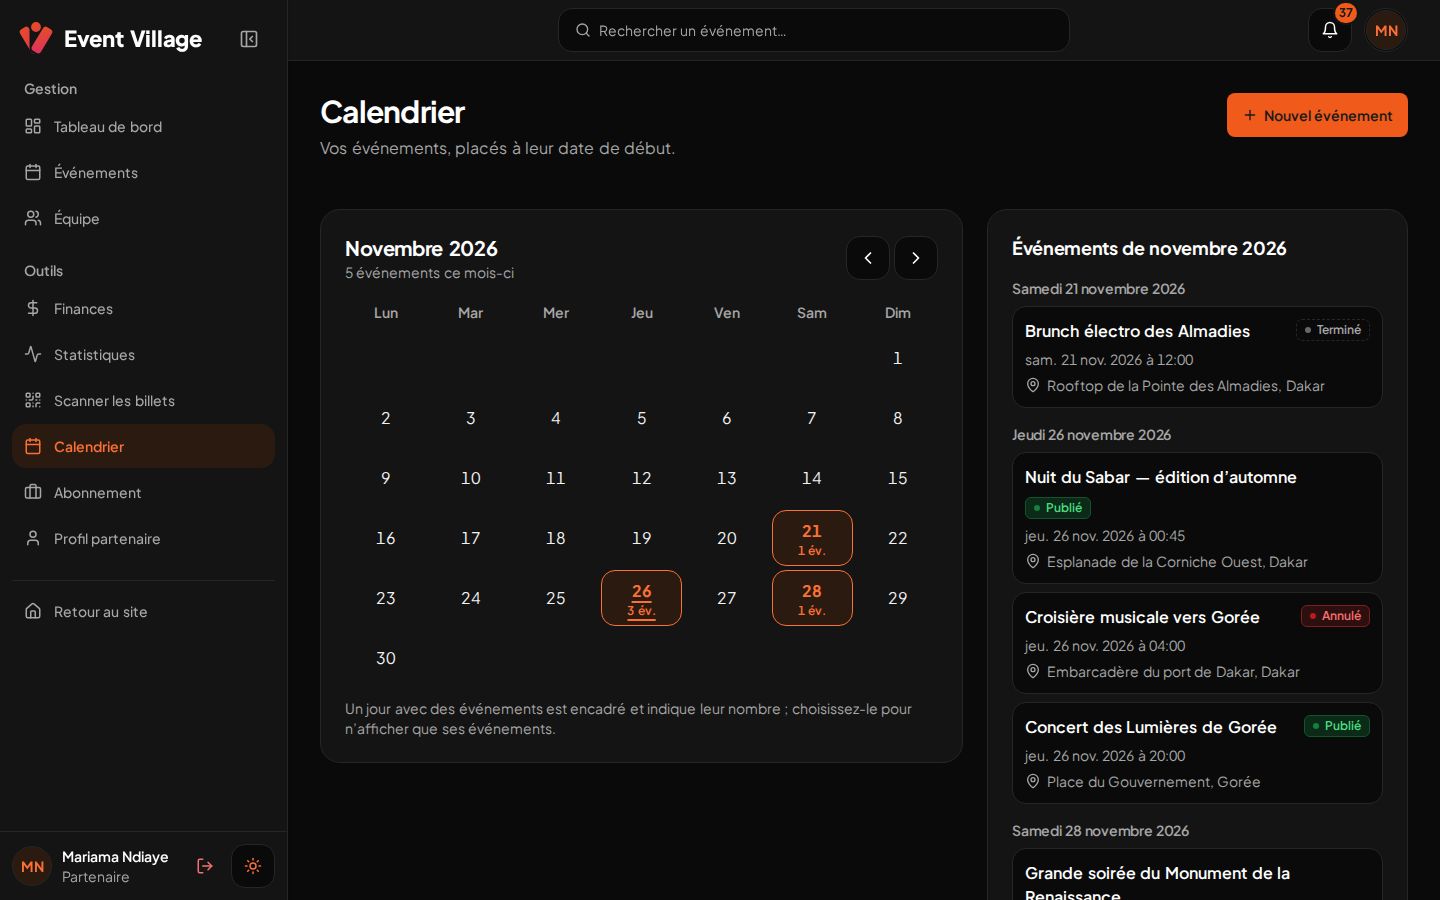 Event Village
Gestion
Tableau de bord
Événements
Équipe
Outils
Finances
Statistiques
Scanner les billets
Calendrier
Abonnement
Profil partenaire
Retour au site
MN
Mariama Ndiaye
Partenaire
Rechercher un événement...
37
MN
Calendrier
Vos événements, placés à leur date de début.
+ Nouvel événement
Novembre 2026
5 événements ce mois-ci
Lun Mar Mer Jeu Ven Sam Dim
1
2 3 4 5 6 7 8
9 10 11 12 13 14 15
16 17 18 19 20 21 22
1 év.
23 24 25 26 27 28 29
3 év. 1 év.
30
Un jour avec des événements est encadré et indique leur nombre ; choisissez-le pour
n’afficher que ses événements.
Événements de novembre 2026
Samedi 21 novembre 2026
Brunch électro des Almadies Terminé
sam. 21 nov. 2026 à 12:00
Rooftop de la Pointe des Almadies, Dakar
Jeudi 26 novembre 2026
Nuit du Sabar — édition d’automne
Publié
jeu. 26 nov. 2026 à 00:45
Esplanade de la Corniche Ouest, Dakar
Croisière musicale vers Gorée Annulé
jeu. 26 nov. 2026 à 04:00
Embarcadère du port de Dakar, Dakar
Concert des Lumières de Gorée Publié
jeu. 26 nov. 2026 à 20:00
Place du Gouvernement, Gorée
Samedi 28 novembre 2026
Grande soirée du Monument de la
Renaissance